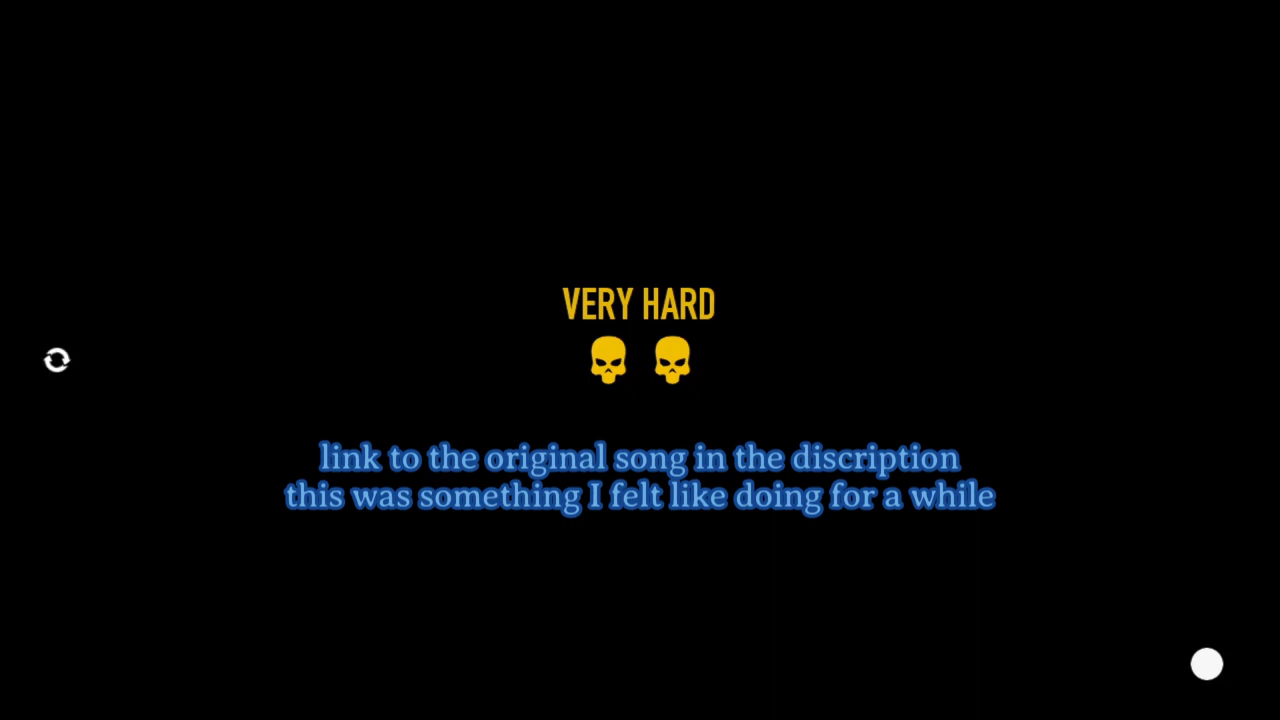 VERY HARD
link to the original song in the discription
this was something I felt like doing for a while